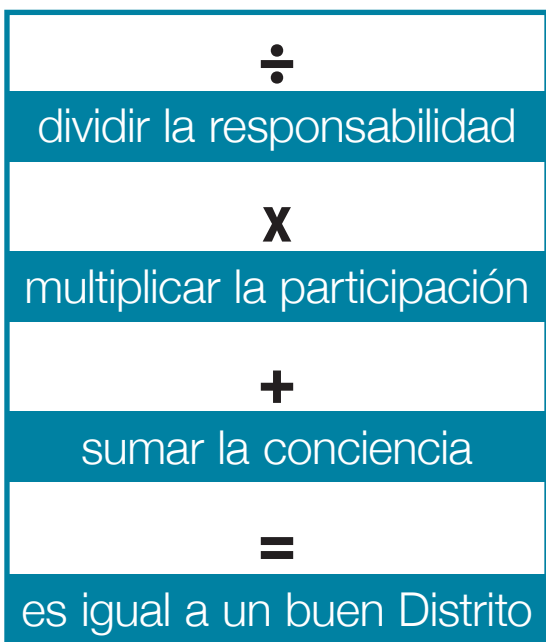 ÷
dividir la responsabilidad
x
multiplicar la participación
+
sumar la conciencia
=
es igual a un buen Distrito